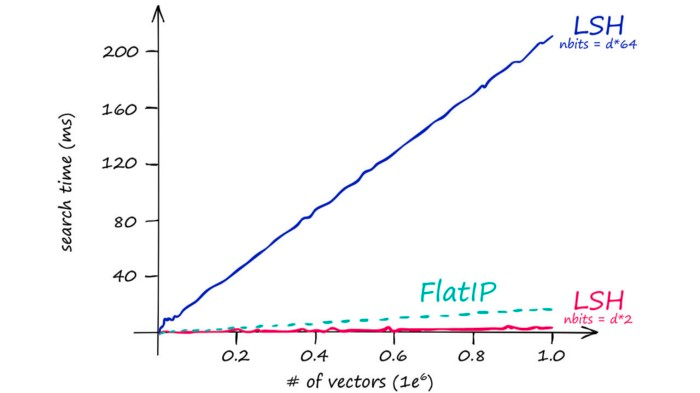 LSH
nbits = d*64
200
160
120
80
40
search time (ms)
FlatIP
LSH
nbits = d*2
0.2 0.4 0.6 0.8 1.0
# of vectors (1e⁶)